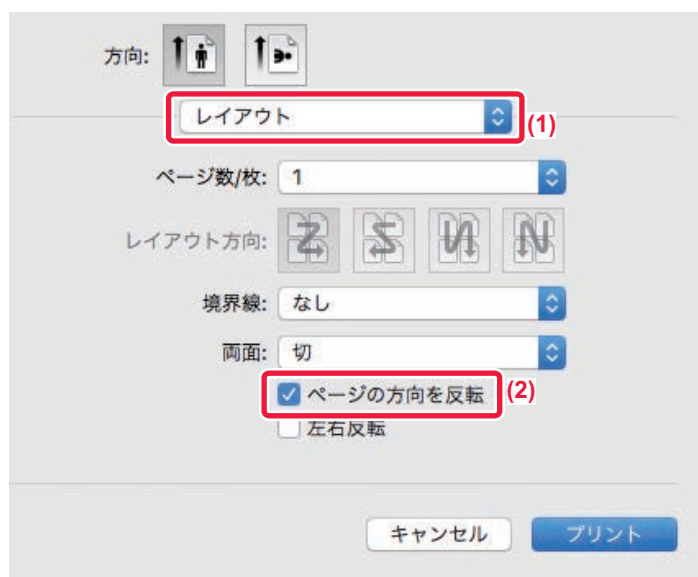 方向:
レイアウト
(1)
ページ数/枚: 1
レイアウト方向:
境界線: なし
両面: 切
ページの方向を反転
(2)
左右反転
キャンセル プリント